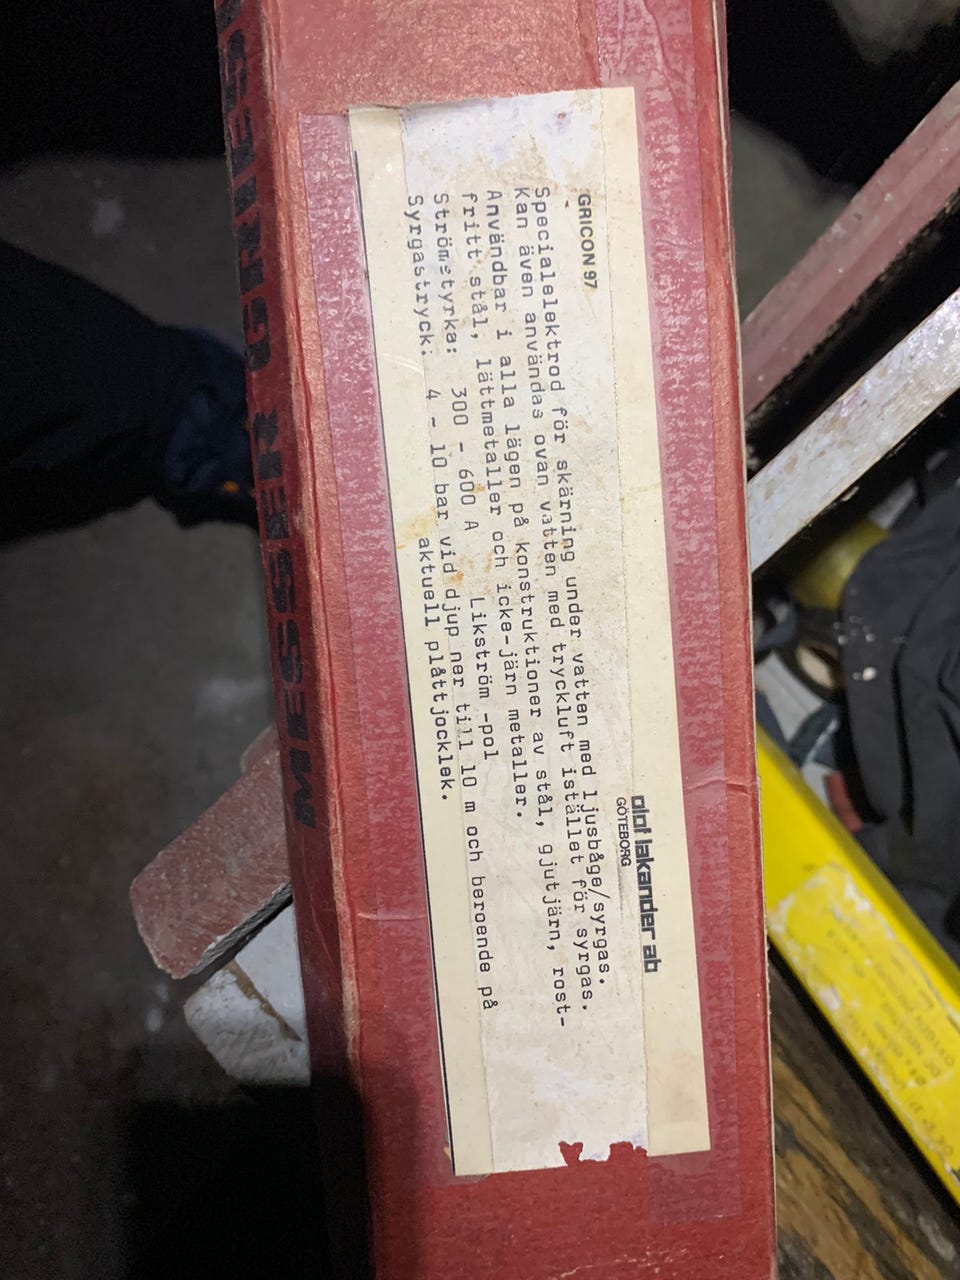 MESSER GRIES
olof lakander ab
GÖTEBORG
GRICON 97
Specialelektrod för skärning under vatten med ljusbåge/syrgas.
Kan även användas ovan vatten med tryckluft istället för syrgas.
Användbar i alla lägen på konstruktioner av stål, gjutjärn, rost-
fritt stål, lättmetaller och icke-järn metaller.
Strömstyrka: 300 - 600 A Likström -pol
Syrgastryck: 4 - 10 bar vid djup ner till 10 m och beroende på
aktuell plåttjocklek.